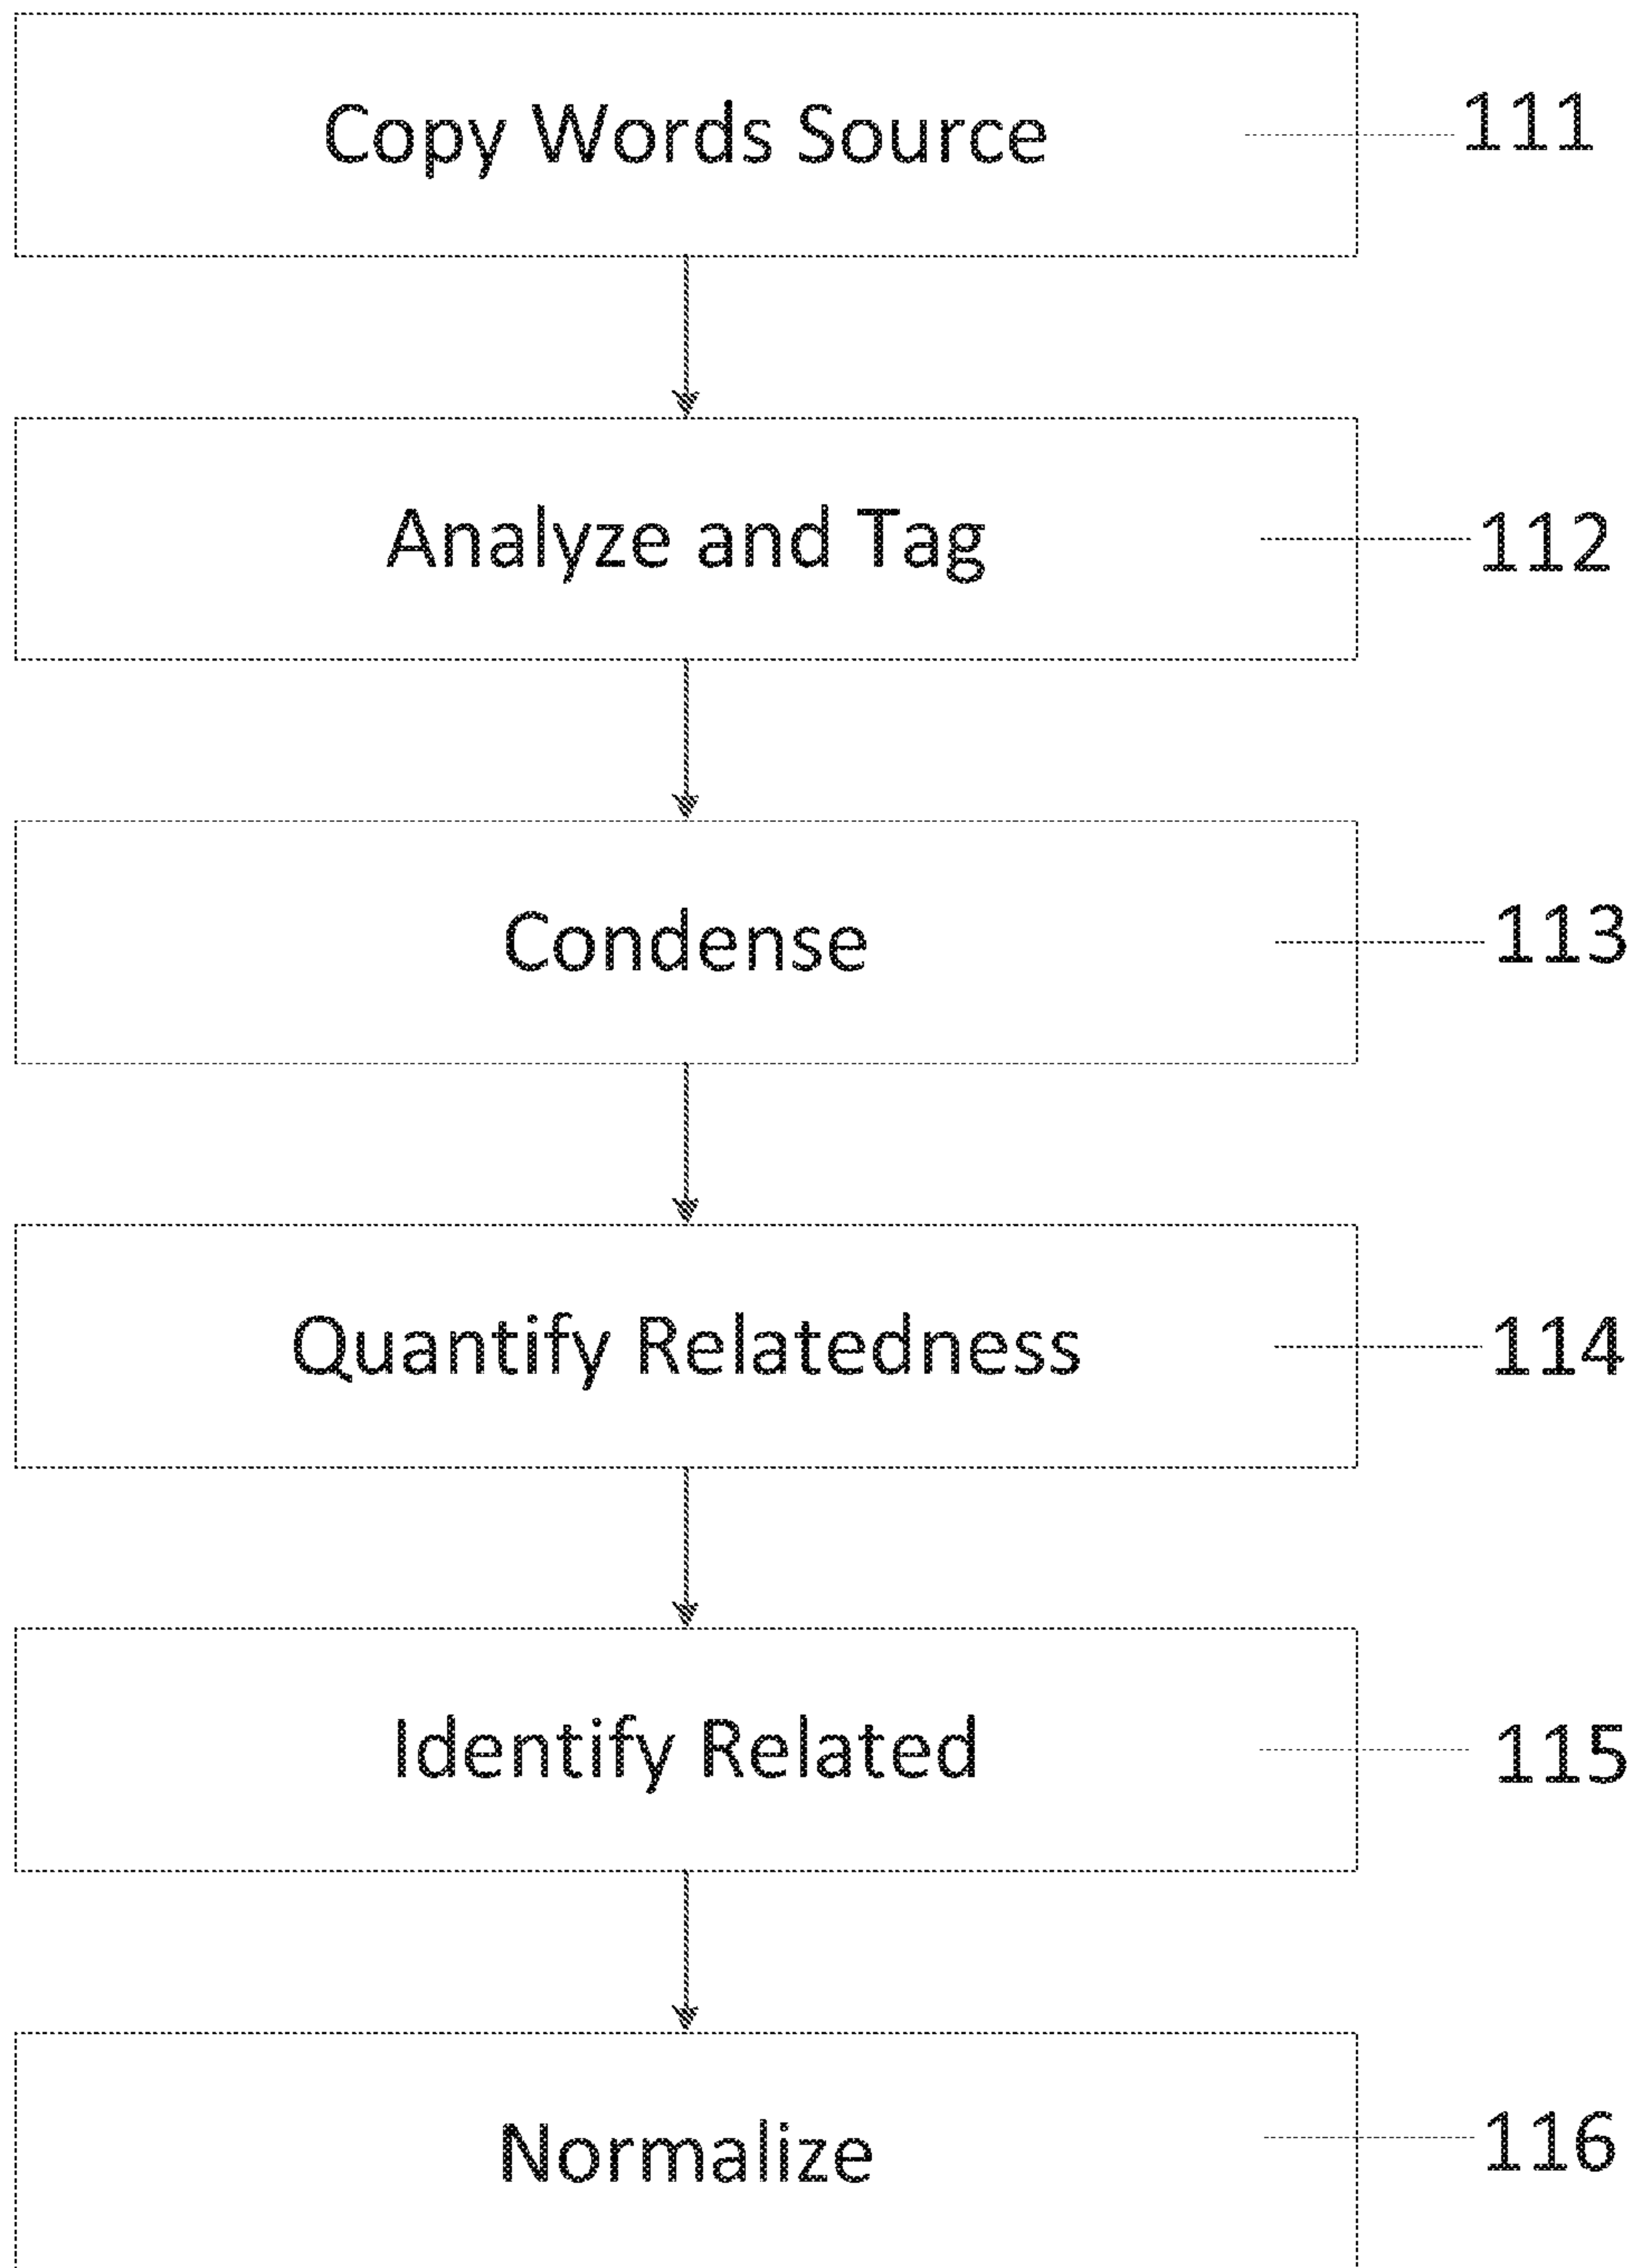 Copy Words Source 111
Analyze and Tag 112
Condense 113
Quantify Relatedness 114
Identify Related 115
Normalize 116